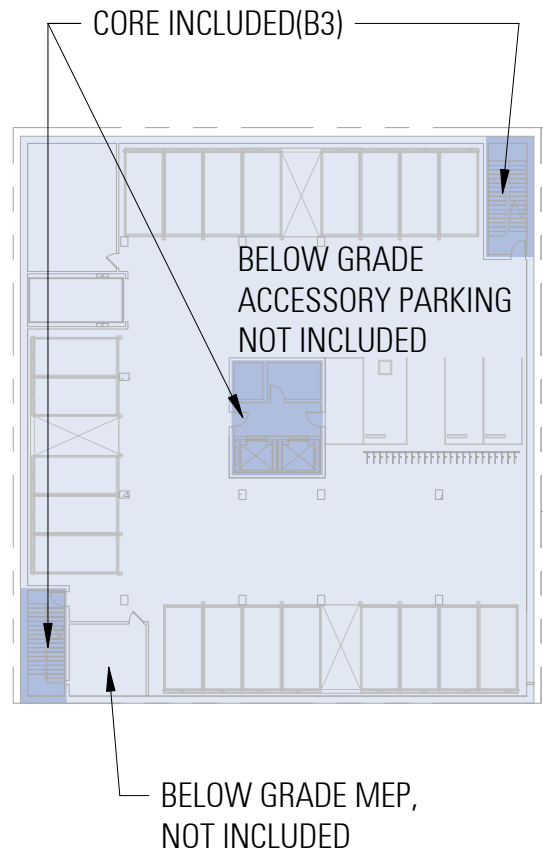 CORE INCLUDED(B3)
BELOW GRADE
ACCESSORY PARKING
NOT INCLUDED
BELOW GRADE MEP,
NOT INCLUDED